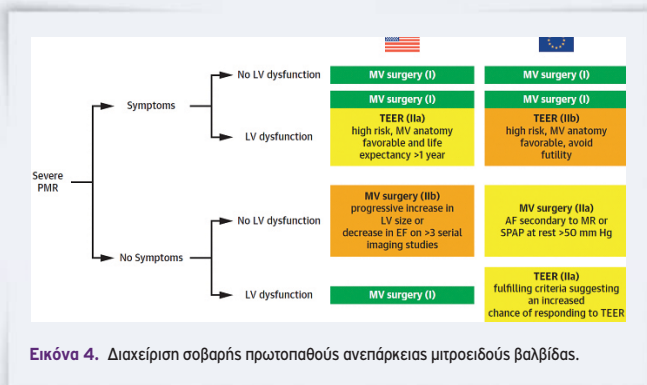 Severe
PMR
Symptoms
No LV dysfunction
MV surgery (I)
MV surgery (I)
LV dysfunction
MV surgery (I)
TEER (IIa)
high risk, MV anatomy
favorable and life
expectancy >1 year
MV surgery (I)
TEER (IIb)
high risk, MV anatomy
favorable, avoid
futility
No Symptoms
No LV dysfunction
MV surgery (IIb)
progressive increase in
LV size or
decrease in EF on >3 serial
imaging studies
MV surgery (IIa)
AF secondary to MR or
SPAP at rest >50 mm Hg
LV dysfunction
MV surgery (I)
TEER (IIa)
fulfilling criteria suggesting
an increased
chance of responding to TEER
Εικόνα 4. Διαχείριση σοβαρής πρωτοπαθούς ανεπάρκειας μιτροειδούς βαλβίδας.